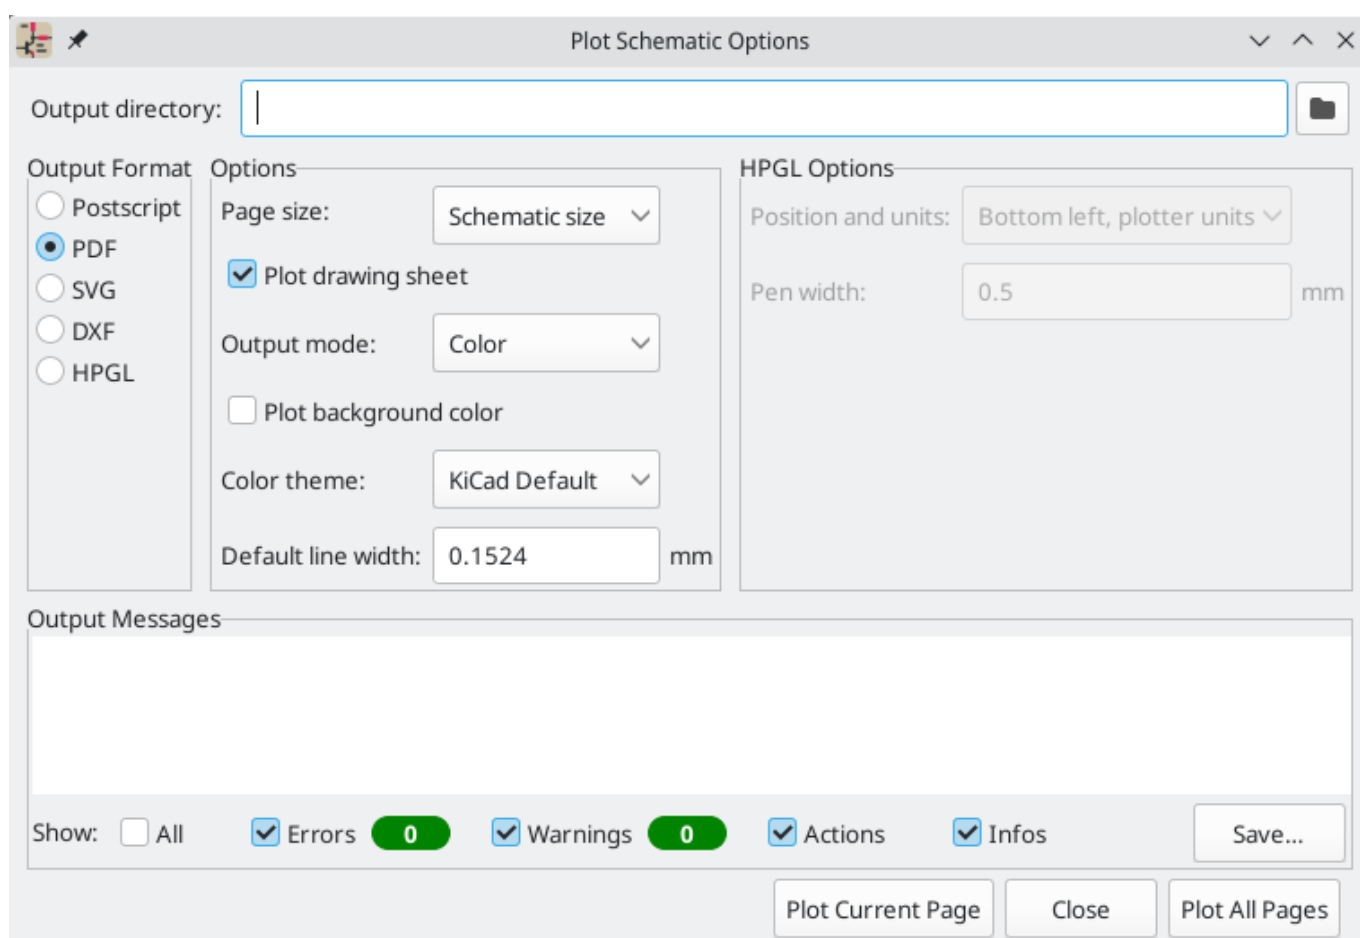 Plot Schematic Options
Output directory:
Output Format
Postscript
PDF
SVG
DXF
HPGL
Options
Page size: Schematic size
Plot drawing sheet
Output mode: Color
Plot background color
Color theme: KiCad Default
Default line width: 0.1524 mm
HPGL Options
Position and units: Bottom left, plotter units
Pen width: 0.5 mm
Output Messages
Show: All Errors 0 Warnings 0 Actions Infos Save...
Plot Current Page Close Plot All Pages